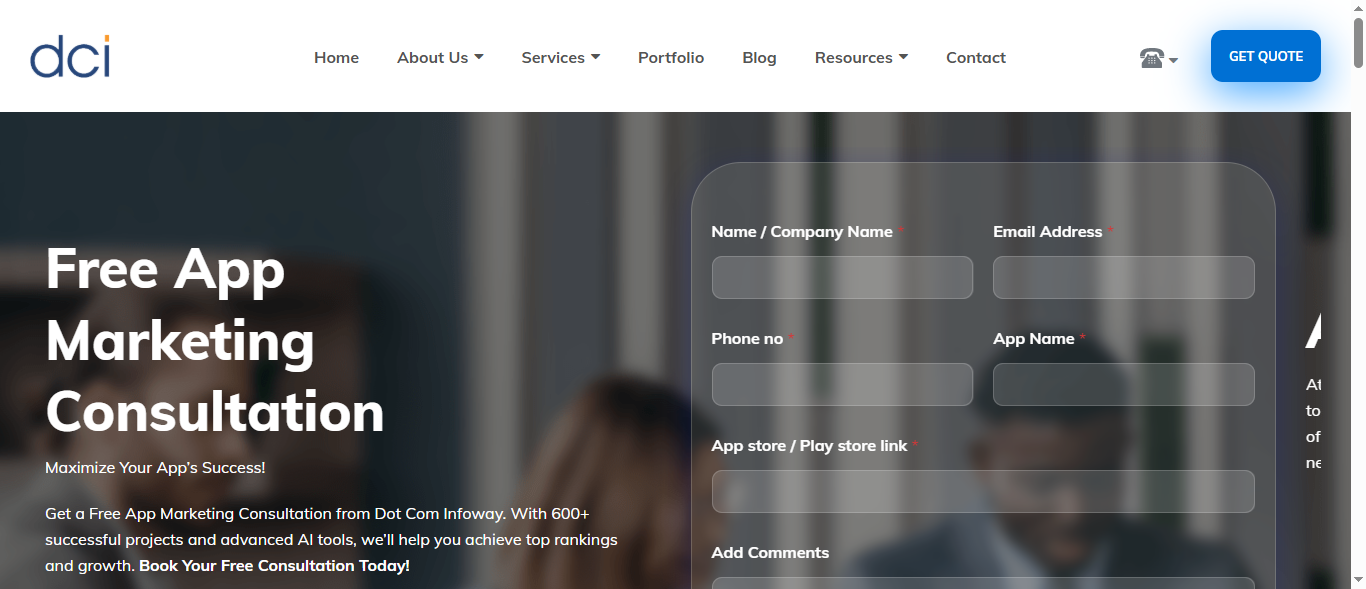 dci
Home
About Us
Services
Portfolio
Blog
Resources
Contact
GET QUOTE
Free App
Marketing
Consultation
Maximize Your App's Success!
Get a Free App Marketing Consultation from Dot Com Infoway. With 600+
successful projects and advanced AI tools, we'll help you achieve top rankings
and growth. Book Your Free Consultation Today!
Name / Company Name *
Email Address *
Phone no *
App Name *
App store / Play store link *
Add Comments
A
At
to
of
ne